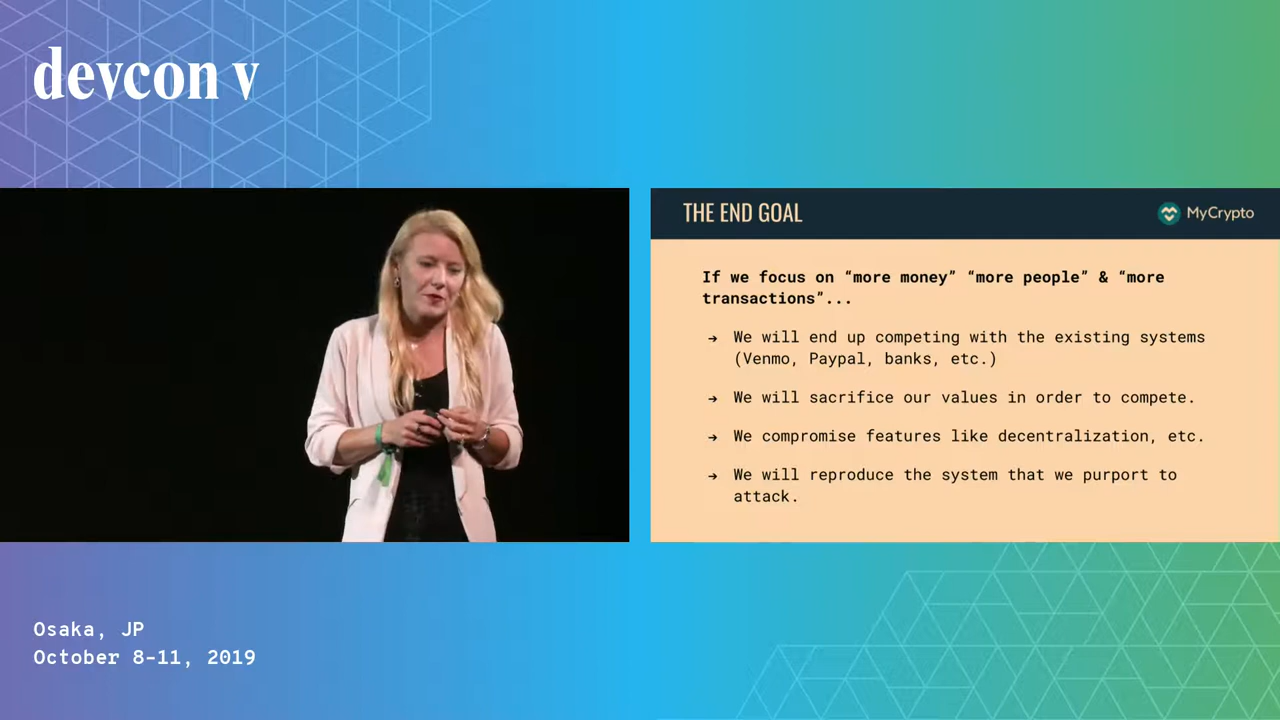 devcon v
THE END GOAL
MyCrypto
If we focus on “more money” “more people” & “more
transactions”...
➔ We will end up competing with the existing systems
(Venmo, Paypal, banks, etc.)
➔ We will sacrifice our values in order to compete.
➔ We compromise features like decentralization, etc.
➔ We will reproduce the system that we purport to
attack.
Osaka, JP
October 8-11, 2019